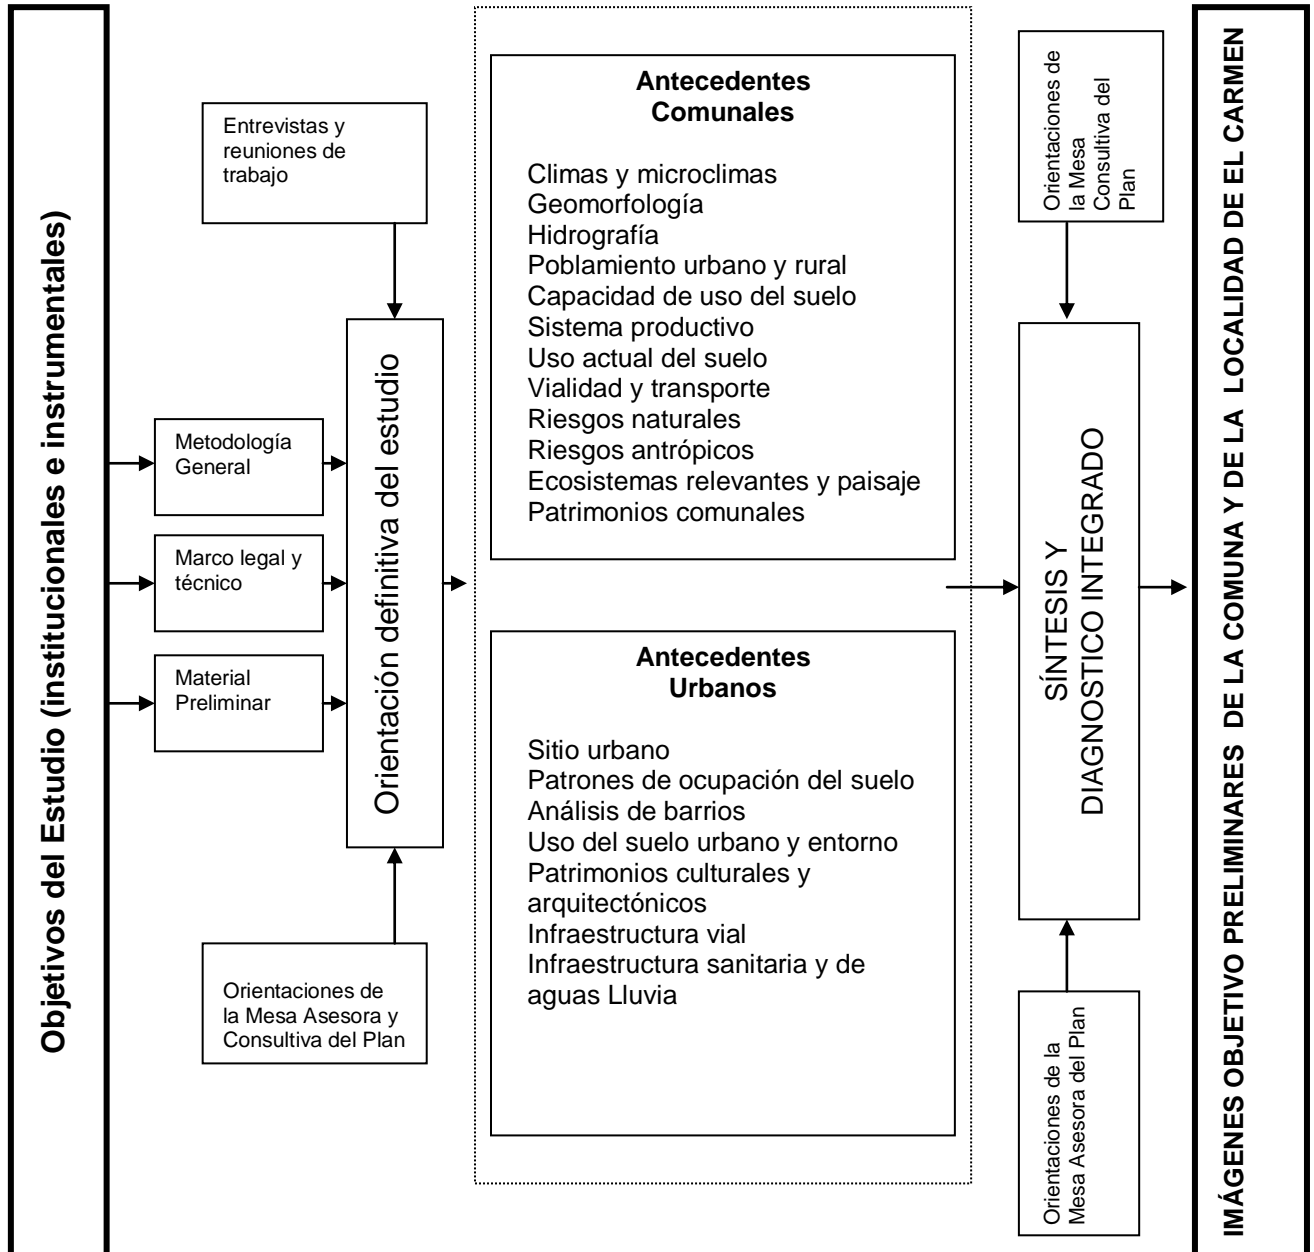 Objetivos del Estudio (institucionales e instrumentales)
Entrevistas y
reuniones de
trabajo
Metodología
General
Marco legal y
técnico
Material
Preliminar
Orientaciones de
la Mesa Asesora y
Consultiva del Plan
Orientación definitiva del estudio
Antecedentes
Comunales
Climas y microclimas
Geomorfología
Hidrografía
Poblamiento urbano y rural
Capacidad de uso del suelo
Sistema productivo
Uso actual del suelo
Vialidad y transporte
Riesgos naturales
Riesgos antrópicos
Ecosistemas relevantes y paisaje
Patrimonios comunales
Antecedentes
Urbanos
Sitio urbano
Patrones de ocupación del suelo
Análisis de barrios
Uso del suelo urbano y entorno
Patrimonios culturales y
arquitectónicos
Infraestructura vial
Infraestructura sanitaria y de
aguas Lluvia
Orientaciones de
la Mesa
Consultiva del
Plan
SÍNTESIS Y
DIAGNOSTICO INTEGRADO
Orientaciones de la
Mesa Asesora del Plan
IMÁGENES OBJETIVO PRELIMINARES DE LA COMUNA Y DE LA LOCALIDAD DE EL CARMEN